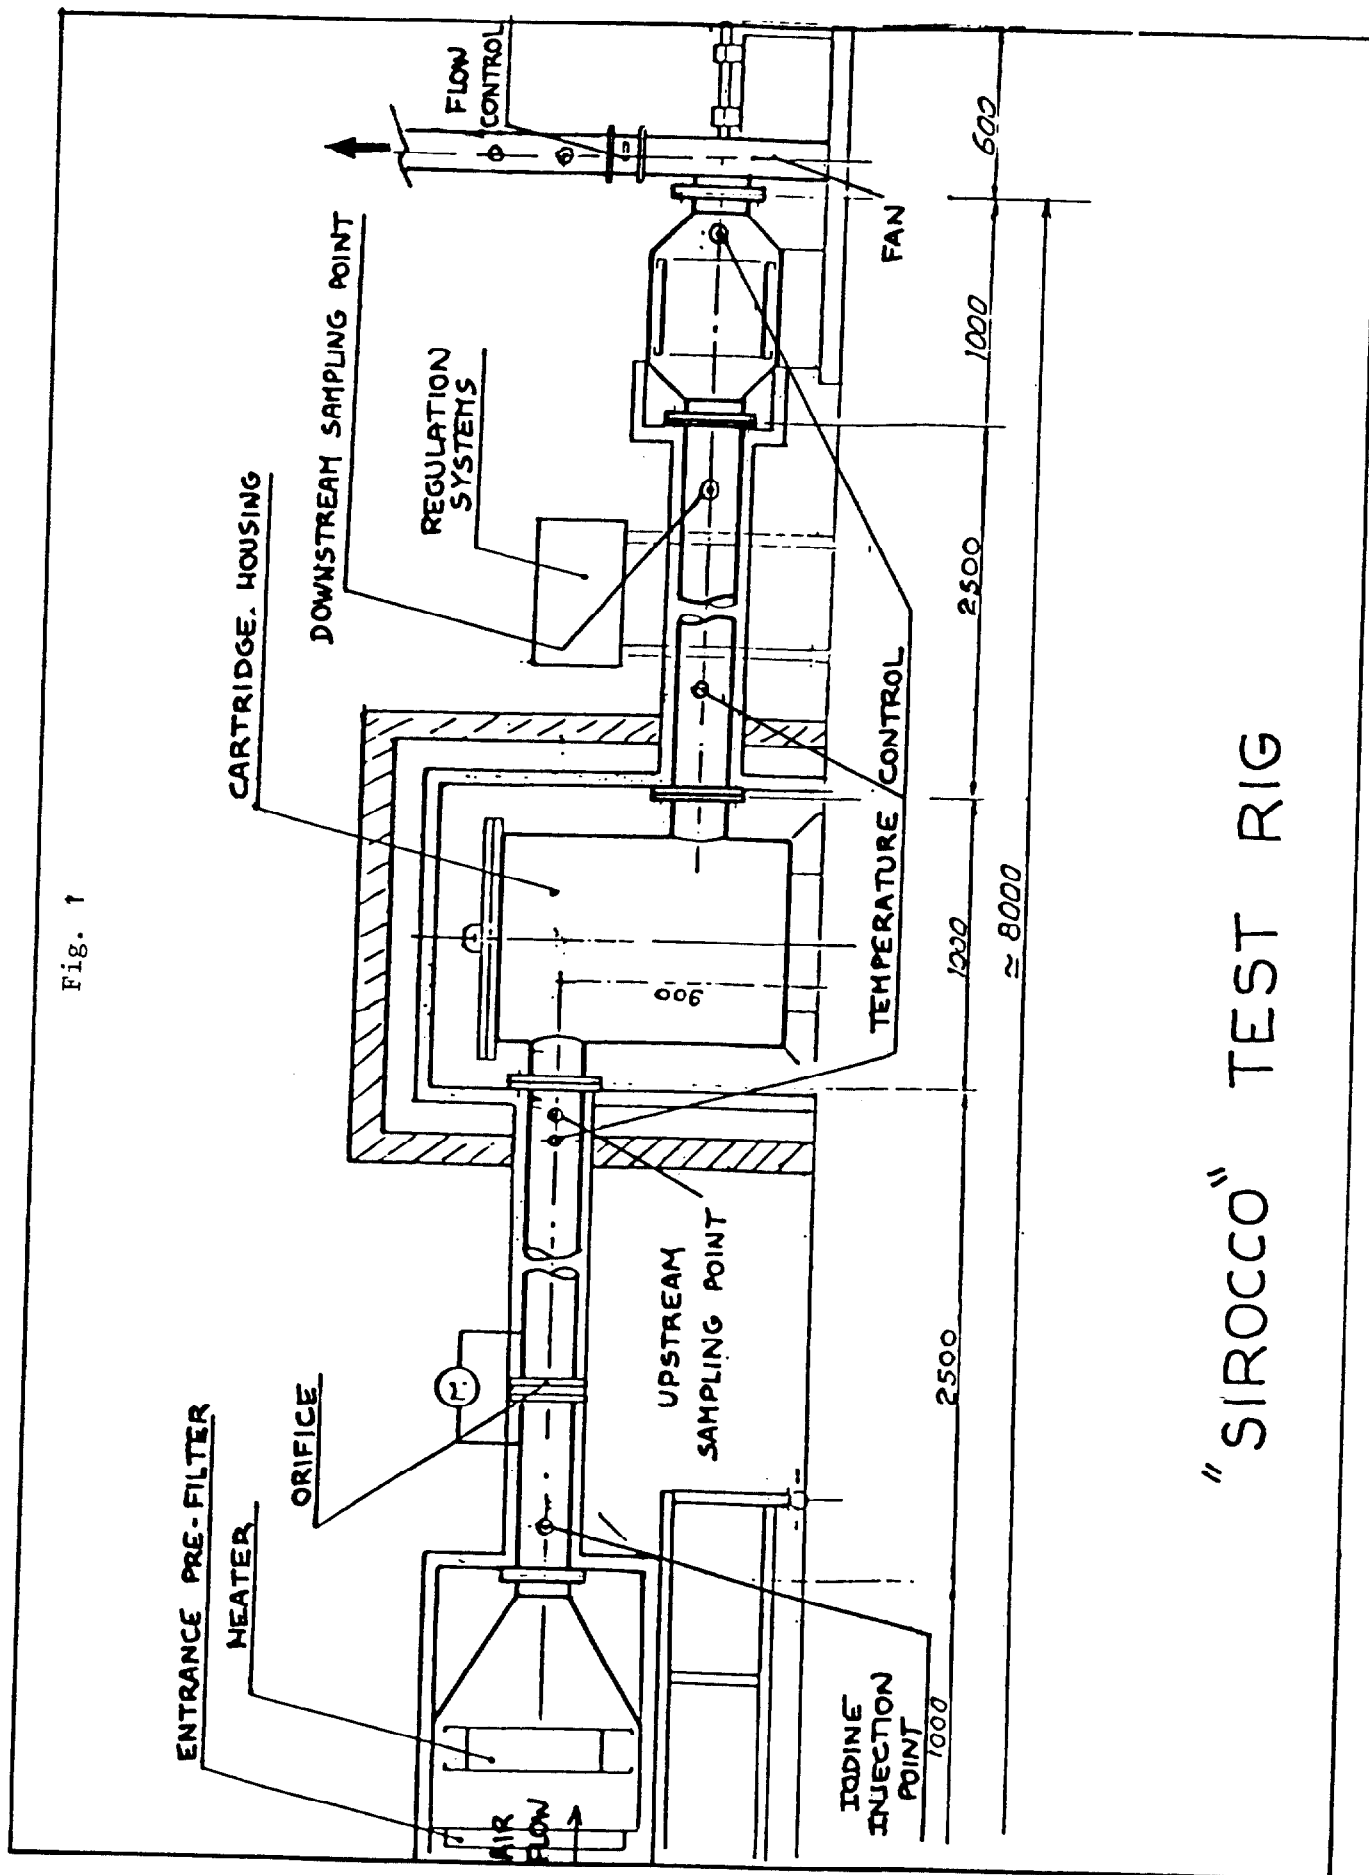 Fig. 1
ENTRANCE PRE-FILTER
HEATER
ORIFICE
CARTRIDGE HOUSING
DOWNSTREAM SAMPLING POINT
REGULATION
SYSTEMS
FLOW
CONTROL
AIR
FLOW
900
FAN
UPSTREAM
SAMPLING POINT
TEMPERATURE CONTROL
IODINE
INJECTION
POINT
1000
2500
1000
2500
1000
600
≃ 8000
"SIROCCO" TEST RIG